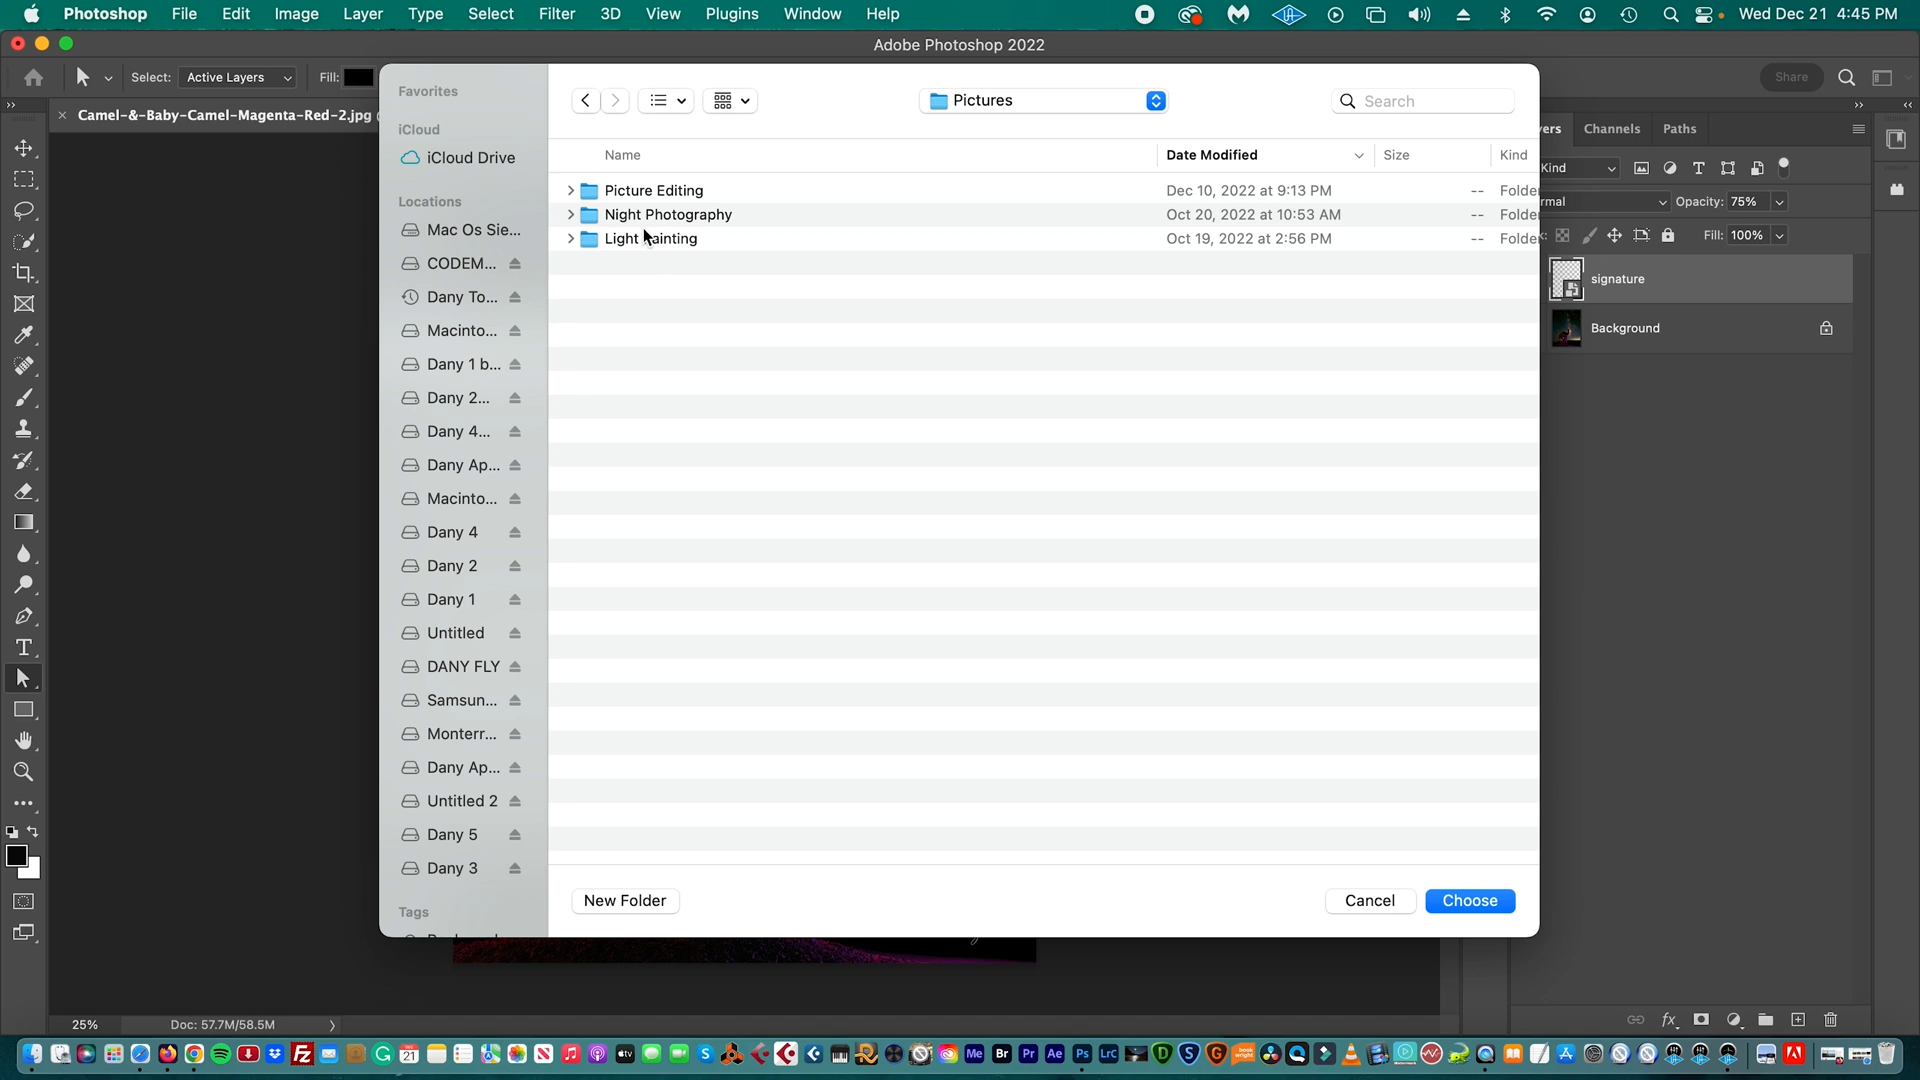 Photoshop File Edit Image Layer Type Select Filter 3D View Plugins Window Help Wed Dec 21 4:45 PM
Adobe Photoshop 2022
Select: Active Layers Fill: Share
Camel-&-Baby-Camel-Magenta-Red-2.jpg
Favorites
iCloud
iCloud Drive
Locations
Mac Os Sie...
CODEM...
Dany To...
Macinto...
Dany 1 b...
Dany 2...
Dany 4...
Dany Ap...
Macinto...
Dany 4
Dany 2
Dany 1
Untitled
DANY FLY
Samsun...
Monterr...
Dany Ap...
Untitled 2
Dany 5
Dany 3
Tags
Pictures
Search
Name Date Modified Size Kind
Picture Editing Dec 10, 2022 at 9:13 PM -- Folder
Night Photography Oct 20, 2022 at 10:53 AM -- Folder
Light Painting Oct 19, 2022 at 2:56 PM -- Folder
New Folder Cancel Choose
Channels Paths
Kind
Opacity: 75%
Fill: 100%
signature
Background
25% Doc: 57.7M/58.5M